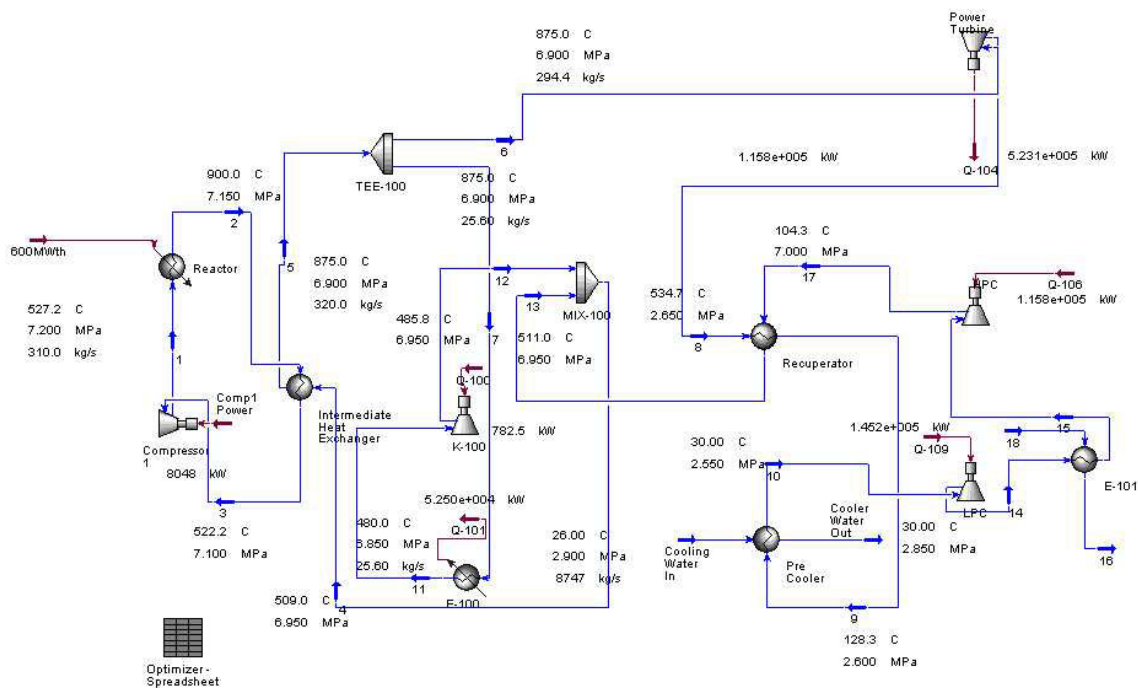 Power
Turbine
875.0 C
6.900 MPa
294.4 kg/s
6
TEE-100
1.158e+005 kW
Q-104
5.231e+005 kW
900.0 C
7.150 MPa
2
875.0 C
6.900 MPa
25.60 kg/s
600MWth
Reactor
5
875.0 C
6.900 MPa
320.0 kg/s
104.3 C
7.000 MPa
17
12
13
MIX-100
Q-106
1.158e+005 kW
527.2 C
7.200 MPa
310.0 kg/s
1
485.8 C
6.950 MPa
7
511.0 C
6.950 MPa
534.7 C
2.650 MPa
8
Recuperator
Q-100
K-100
782.5 kW
Comp1
Power
Compressor
1
8048 kW
Intermediate
Heat
Exchanger
3
522.2 C
7.100 MPa
30.00 C
2.550 MPa
10
1.452e+005 kW
Q-109
LPC
18
15
14
E-101
5.250e+004 kW
Q-101
480.0 C
6.850 MPa
25.60 kg/s
11
E-100
26.00 C
2.900 MPa
8747 kg/s
Cooling
Water
In
Cooler
Water
Out
Pre
Cooler
30.00 C
2.850 MPa
16
509.0 C
6.950 MPa
4
9
128.3 C
2.600 MPa
Optimizer-
Spreadsheet